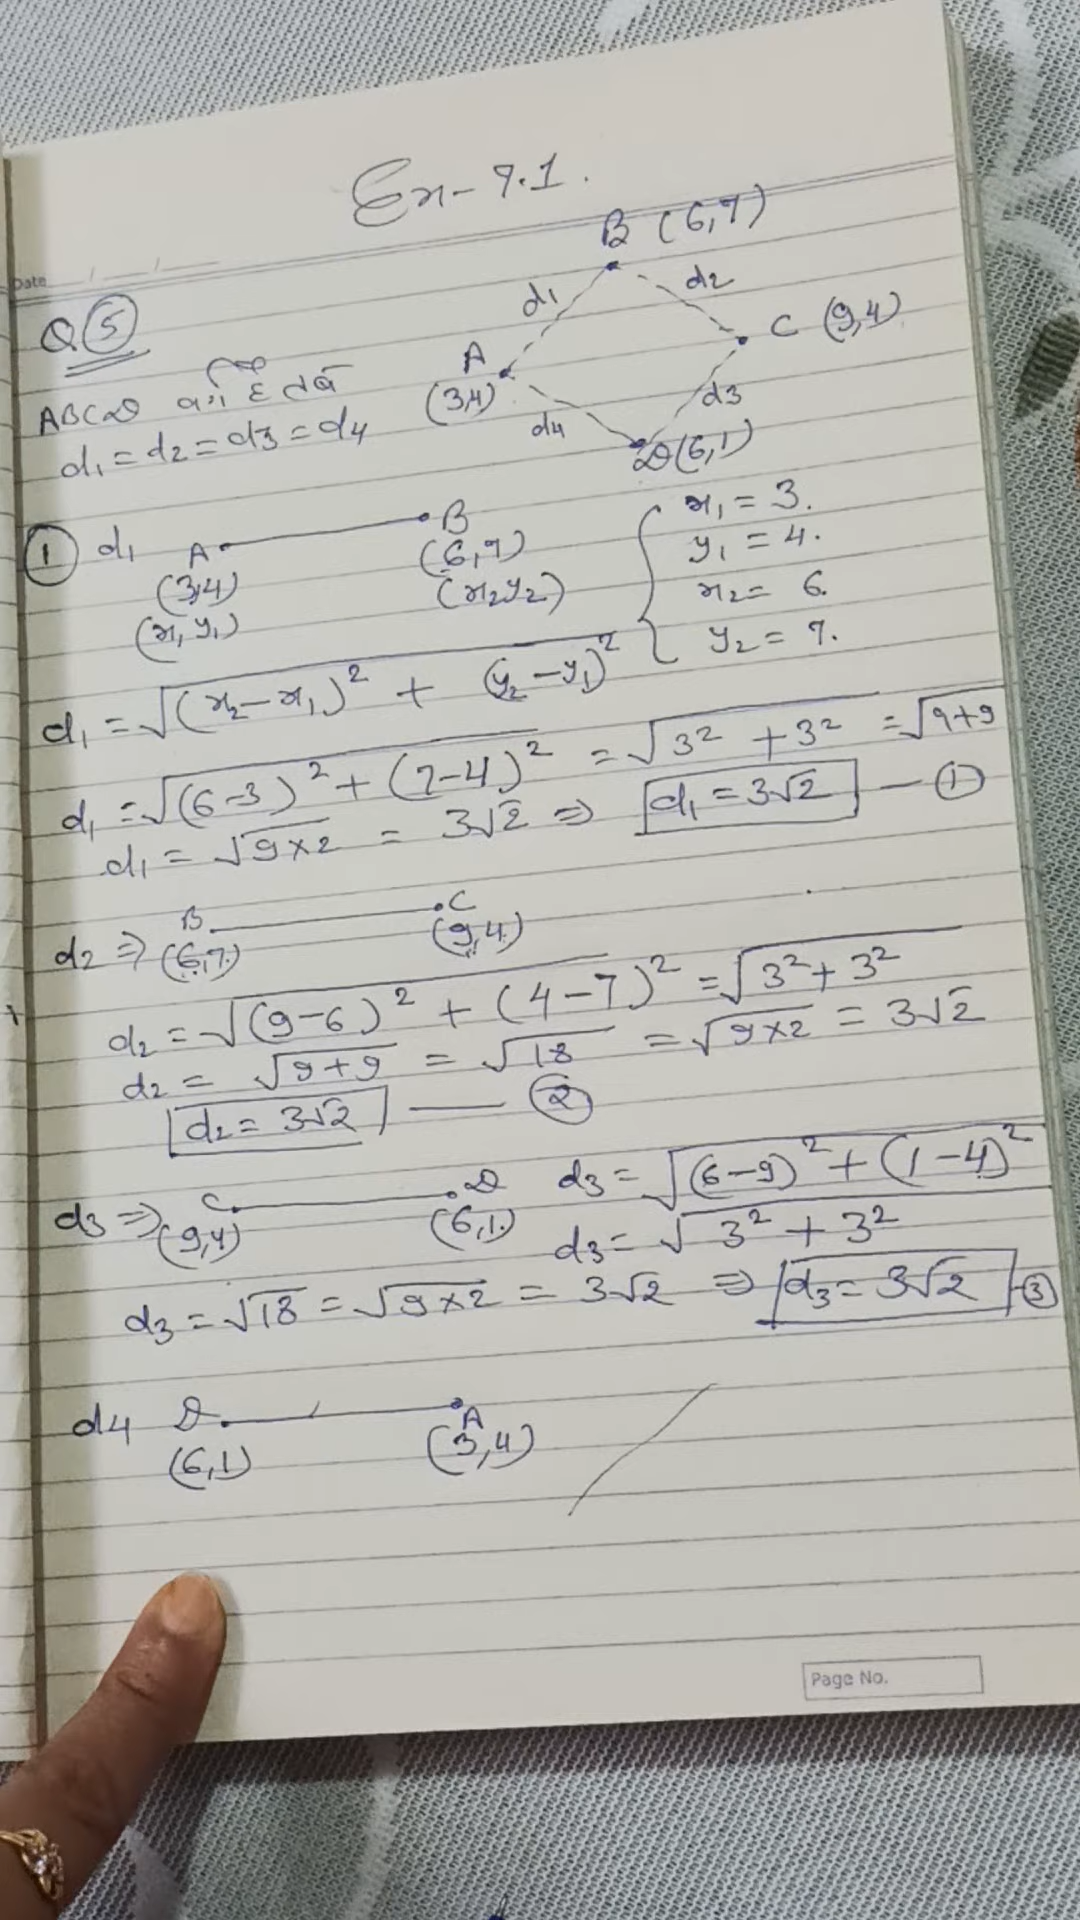 Ex-7.1.
Date
B (6,7)
d1
d2
Q 5
C (9,4)
A
(3,4)
ABCD वर्ग है तब
d3
d4
D(6,1)
d1 = d2 = d3 = d4
1 d1 A B
(3,4) (6,7)
(x1 y1) (x2 y2)
x1 = 3.
y1 = 4.
x2 = 6.
y2 = 7.
d1 = √(x2-x1)² + (y2-y1)²
d1 = √(6-3)² + (7-4)² = √3² + 3² = √9+9
d1 = √9×2 = 3√2 ⇒ d1 = 3√2 — 1
d2 ⇒ B C
(6,7) (9,4)
d2 = √(9-6)² + (4-7)² = √3² + 3²
d2 = √9+9 = √18 = √9×2 = 3√2
d2 = 3√2 — 2
d3 ⇒ C D
(9,4) (6,1)
d3 = √(6-9)² + (1-4)²
d3 = √3² + 3²
d3 = √18 = √9×2 = 3√2 ⇒ d3 = 3√2 - 3
d4 D A
(6,1) (3,4)
Page No.